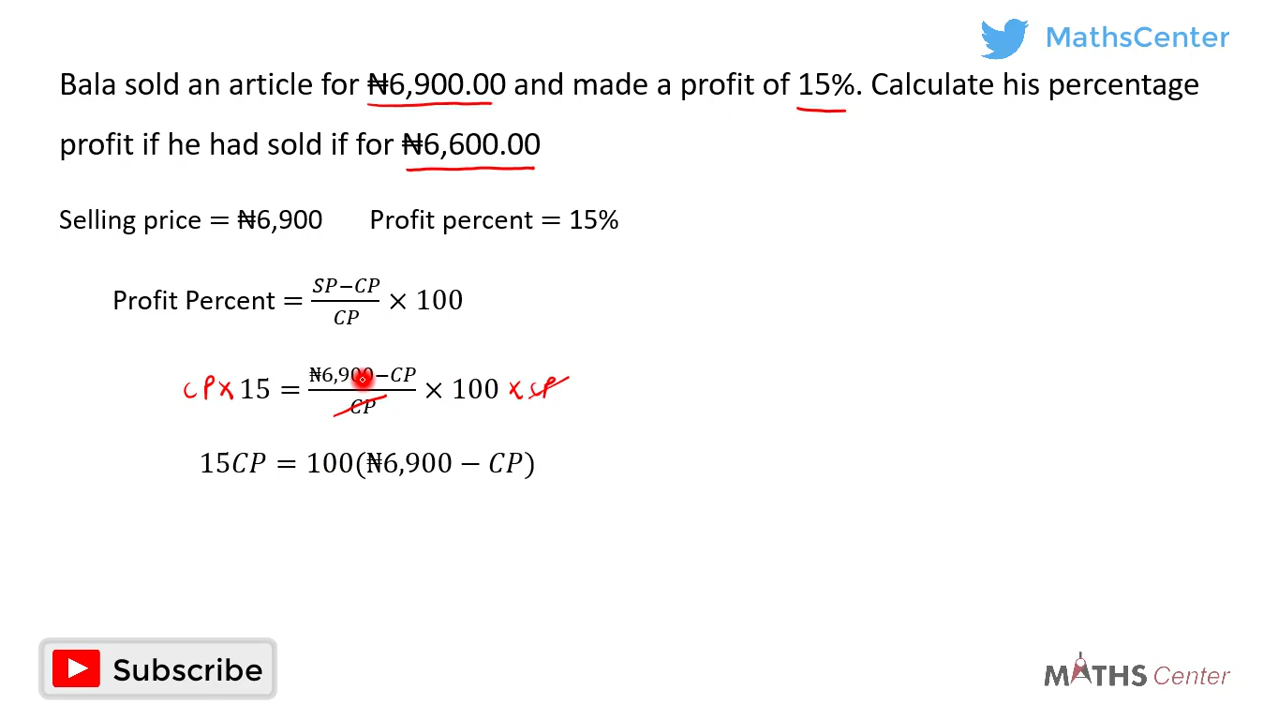 MathsCenter
Bala sold an article for ₦6,900.00 and made a profit of 15%. Calculate his percentage
profit if he had sold if for ₦6,600.00
Selling price = ₦6,900 Profit percent = 15%
Profit Percent = (SP−CP)/CP × 100
CP × 15 = (₦6,900−CP)/CP × 100 × CP
15CP = 100(₦6,900 − CP)
Subscribe
MATHS Center